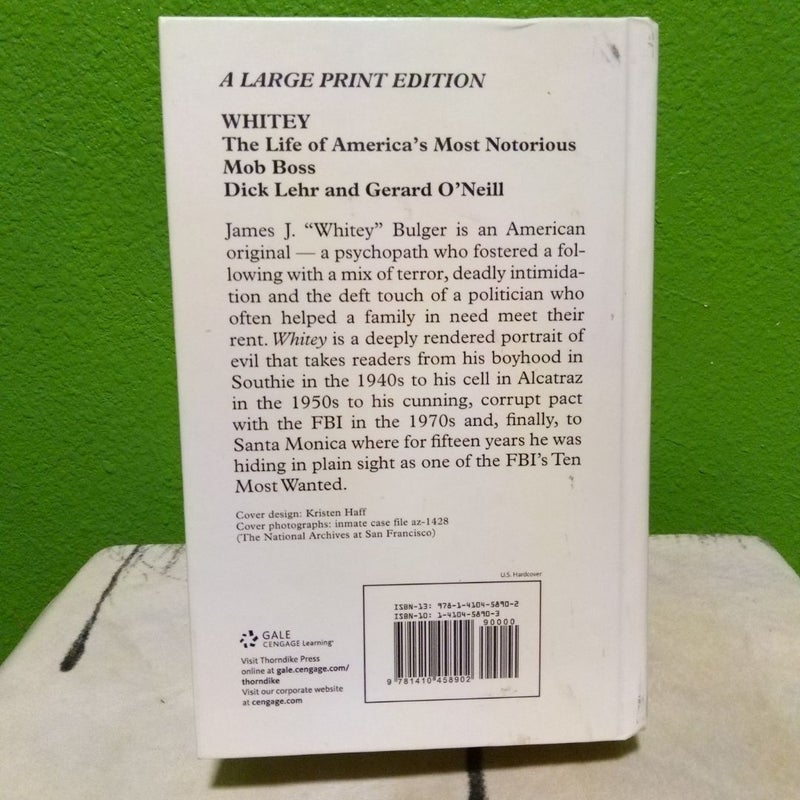 A LARGE PRINT EDITION
WHITEY
The Life of America's Most Notorious
Mob Boss
Dick Lehr and Gerard O'Neill
James J. "Whitey" Bulger is an American
original — a psychopath who fostered a fol-
lowing with a mix of terror, deadly intimida-
tion and the deft touch of a politician who
often helped a family in need meet their
rent. Whitey is a deeply rendered portrait of
evil that takes readers from his boyhood in
Southie in the 1940s to his cell in Alcatraz
in the 1950s to his cunning, corrupt pact
with the FBI in the 1970s and, finally, to
Santa Monica where for fifteen years he was
hiding in plain sight as one of the FBI's Ten
Most Wanted.
Cover design: Kristen Haff
Cover photographs: inmate case file az-1428
(The National Archives at San Francisco)
U.S. Hardcover
ISBN-13: 978-1-4104-5890-2
ISBN-10: 1-4104-5890-3
90000
9 781410 458902
GALE
CENGAGE Learning®
Visit Thorndike Press
online at gale.cengage.com/
thorndike
Visit our corporate website
at cengage.com